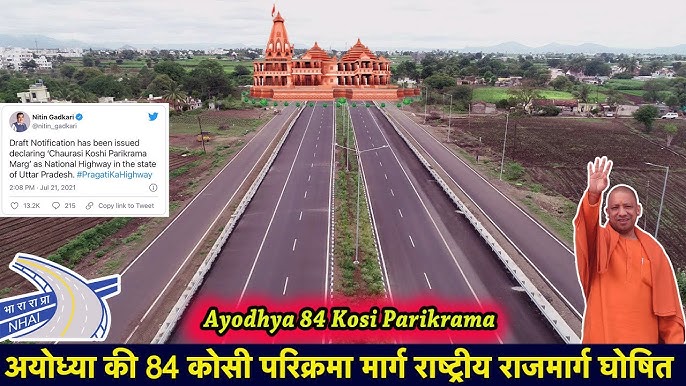 Nitin Gadkari
@nitin_gadkari
Draft Notification has been issued
declaring 'Chaurasi Koshi Parikrama
Marg' as National Highway in the state
of Uttar Pradesh. #PragatiKaHighway
2:08 PM · Jul 21, 2021
13.2K 215 Copy link to Tweet
भा रा रा प्रा
NHAI
Ayodhya 84 Kosi Parikrama
अयोध्या की 84 कोसी परिक्रमा मार्ग राष्ट्रीय राजमार्ग घोषित